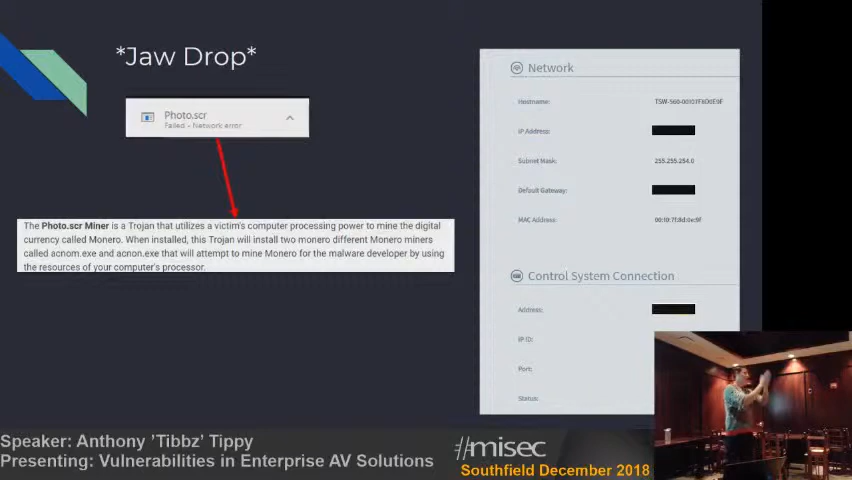 *Jaw Drop*
Photo.scr
Failed - Network error
The Photo.scr Miner is a Trojan that utilizes a victim's computer processing power to mine the digital
currency called Monero. When installed, this Trojan will install two monero different Monero miners
called acnom.exe and acnon.exe that will attempt to mine Monero for the malware developer by using
the resources of your computer's processor.
Network
Hostname:
IP Address:
Subnet Mask: 255.255.254.0
Default Gateway:
MAC Address:
Control System Connection
Address:
IP ID:
Port:
Status:
Speaker: Anthony 'Tibbz' Tippy
Presenting: Vulnerabilities in Enterprise AV Solutions
//misec
Southfield December 2018